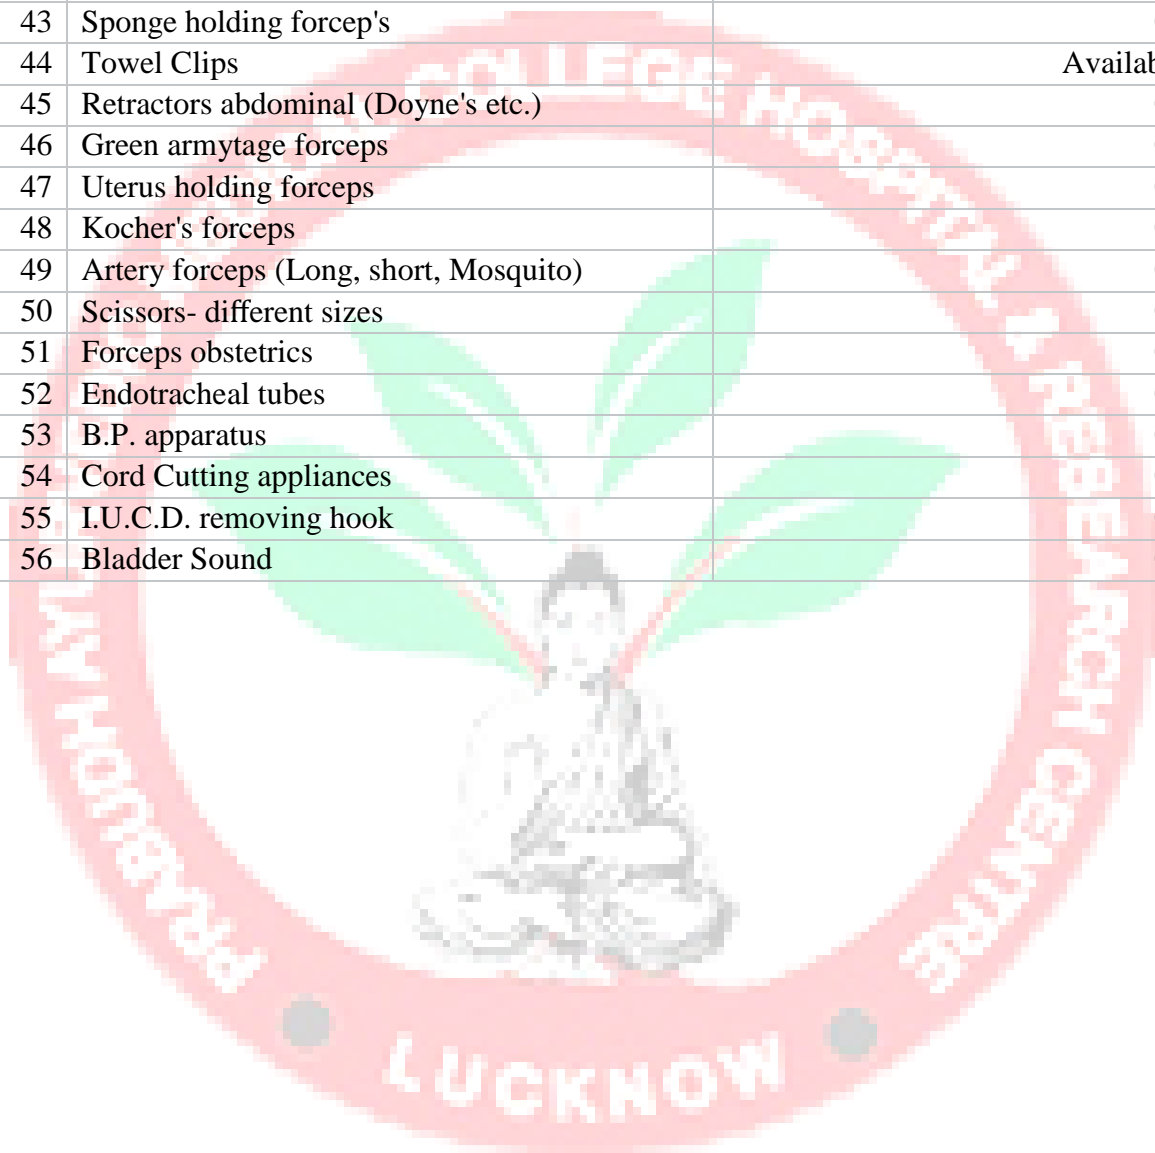 43 Sponge holding forcep's
44 Towel Clips Availab
45 Retractors abdominal (Doyne's etc.)
46 Green armytage forceps
47 Uterus holding forceps
48 Kocher's forceps
49 Artery forceps (Long, short, Mosquito)
50 Scissors- different sizes
51 Forceps obstetrics
52 Endotracheal tubes
53 B.P. apparatus
54 Cord Cutting appliances
55 I.U.C.D. removing hook
56 Bladder Sound
COLLEGE HOSPITAL & RESEARCH CENTRE
LUCKNOW